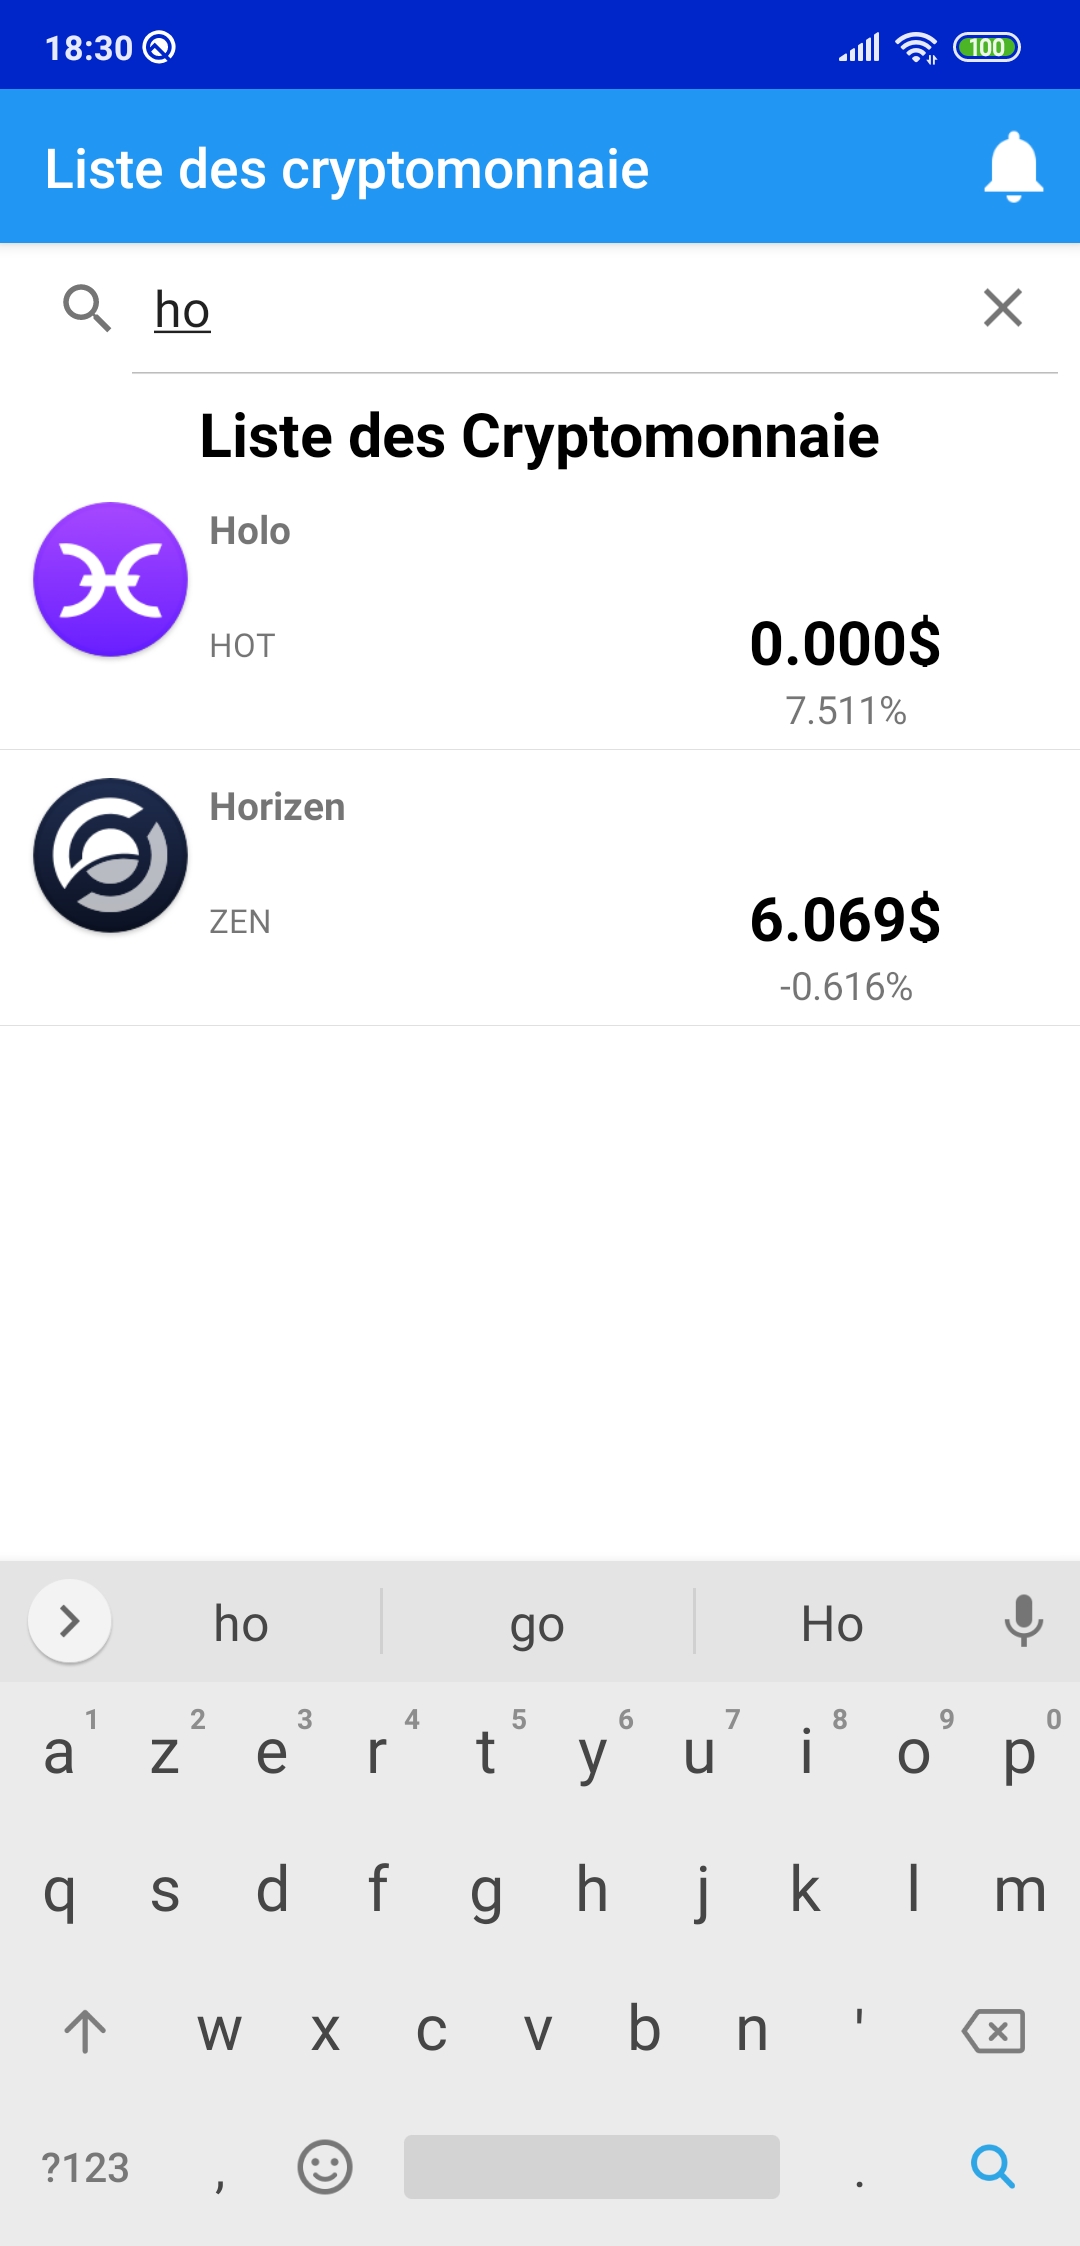 18:30
100
Liste des cryptomonnaie
ho
Liste des Cryptomonnaie
Holo
HOT
0.000$
7.511%
Horizen
ZEN
6.069$
-0.616%
ho go Ho
1 2 3 4 5 6 7 8 9 0
a z e r t y u i o p
q s d f g h j k l m
w x c v b n '
?123 , .